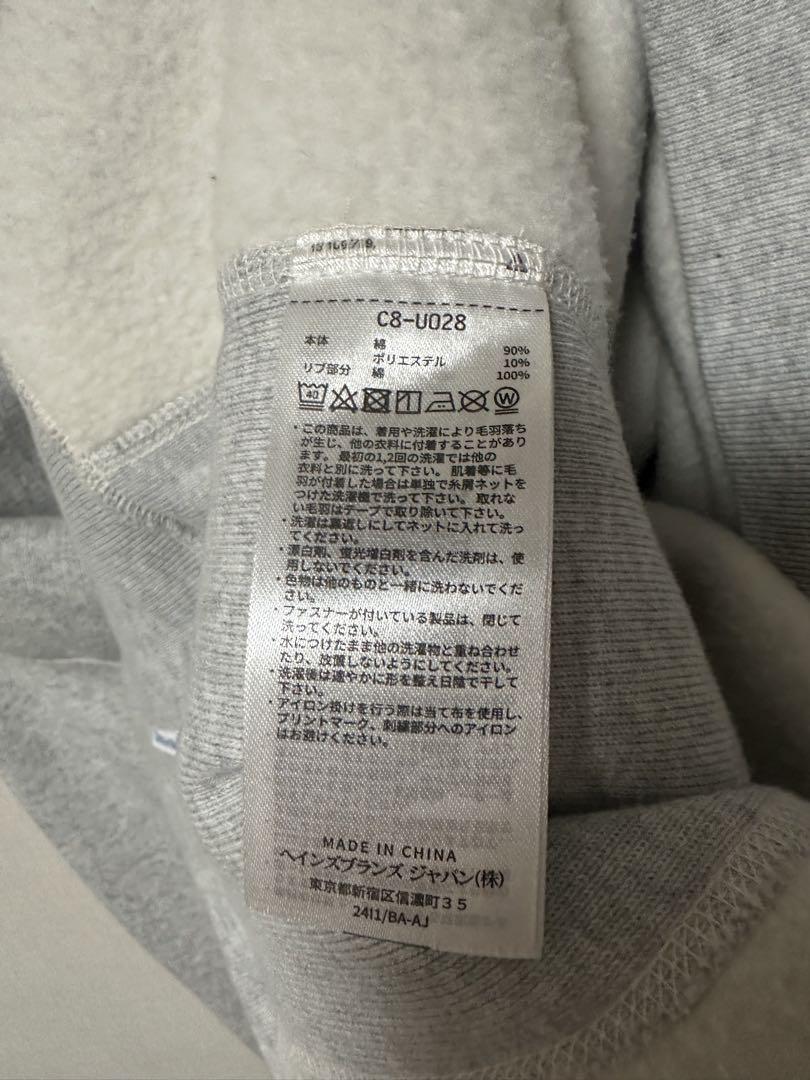 C8-U028
本体 綿 90%
ポリエステル 10%
リブ部分 綿 100%
40
W
・この商品は、着用や洗濯により毛羽落ち
が生じ、他の衣料に付着することがあり
ます。最初の1,2回の洗濯では他の
衣料と別に洗って下さい。肌着等に毛
羽が付着した場合は単独で糸屑ネットを
つけた洗濯機で洗って下さい。取れな
い毛羽はテープで取り除いて下さい。
・洗濯は裏返しにしてネットに入れて洗っ
てください。
・漂白剤、蛍光増白剤を含んだ洗剤は、使
用しないでください。
・色物は他のものと一緒に洗わないでくだ
さい。
・ファスナーが付いている製品は、閉じて
洗ってください。
・水につけたまま他の洗濯物と重ね合わせ
たり、放置しないようにしてください。
・洗濯後は速やかに形を整え日陰で干して
下さい。
・アイロン掛けを行う際は当て布を使用し、
プリントマーク、刺繍部分へのアイロン
はお避けください。
MADE IN CHINA
ヘインズブランズ ジャパン(株)
東京都新宿区信濃町35
24I1/BA-AJ